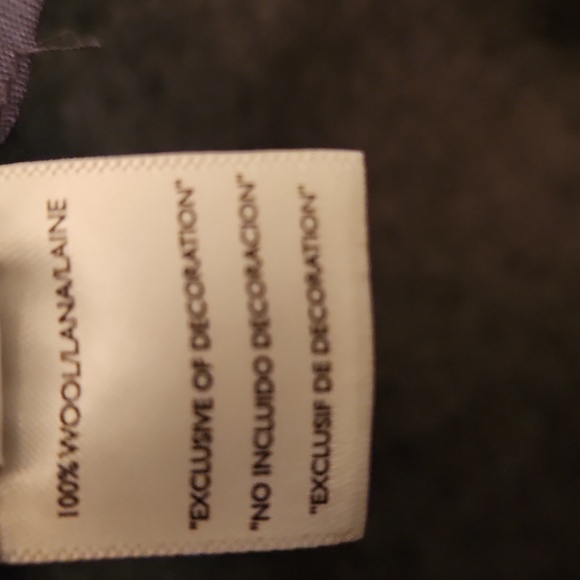 100% WOOL/LANA/LAINE
"EXCLUSIVE OF DECORATION"
"NO INCLUIDO DECORACION"
"EXCLUSIF DE DECORATION"